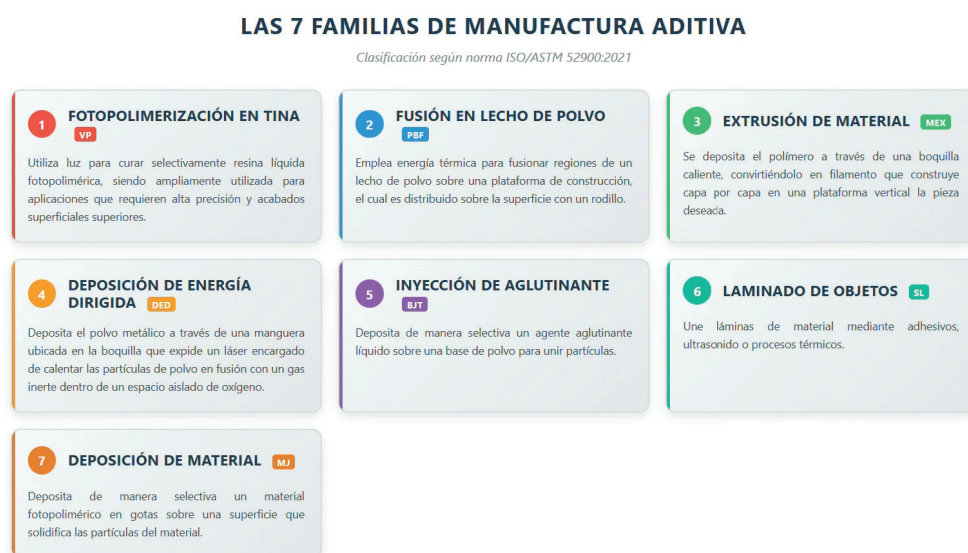 LAS 7 FAMILIAS DE MANUFACTURA ADITIVA
Clasificación según norma ISO/ASTM 52900:2021
1
FOTOPOLIMERIZACIÓN EN TINA
VP
Utiliza luz para curar selectivamente resina líquida
fotopolimérica, siendo ampliamente utilizada para
aplicaciones que requieren alta precisión y acabados
superficiales superiores.
2
FUSIÓN EN LECHO DE POLVO
PBF
Emplea energía térmica para fusionar regiones de un
lecho de polvo sobre una plataforma de construcción,
el cual es distribuido sobre la superficie con un rodillo.
3
EXTRUSIÓN DE MATERIAL MEX
Se deposita el polímero a través de una boquilla
caliente, convirtiéndolo en filamento que construye
capa por capa en una plataforma vertical la pieza
deseada.
4
DEPOSICIÓN DE ENERGÍA
DIRIGIDA DED
Deposita el polvo metálico a través de una manguera
ubicada en la boquilla que expide un láser encargado
de calentar las partículas de polvo en fusión con un gas
inerte dentro de un espacio aislado de oxígeno.
5
INYECCIÓN DE AGLUTINANTE
BJT
Deposita de manera selectiva un agente aglutinante
líquido sobre una base de polvo para unir partículas.
6
LAMINADO DE OBJETOS SL
Une láminas de material mediante adhesivos,
ultrasonido o procesos térmicos.
7
DEPOSICIÓN DE MATERIAL MJ
Deposita de manera selectiva un material
fotopolimérico en gotas sobre una superficie que
solidifica las partículas del material.